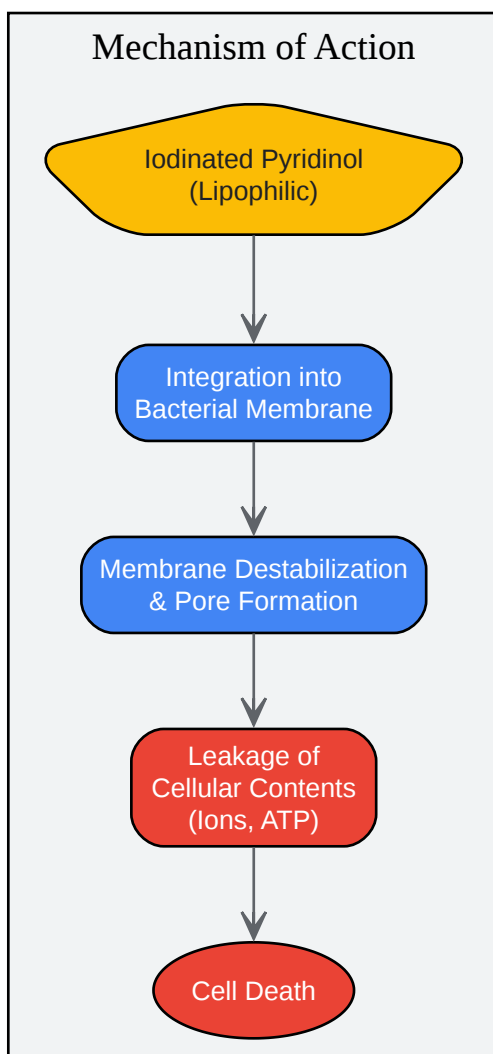 Mechanism of Action
Iodinated Pyridinol
(Lipophilic)
Integration into
Bacterial Membrane
Membrane Destabilization
& Pore Formation
Leakage of
Cellular Contents
(Ions, ATP)
Cell Death